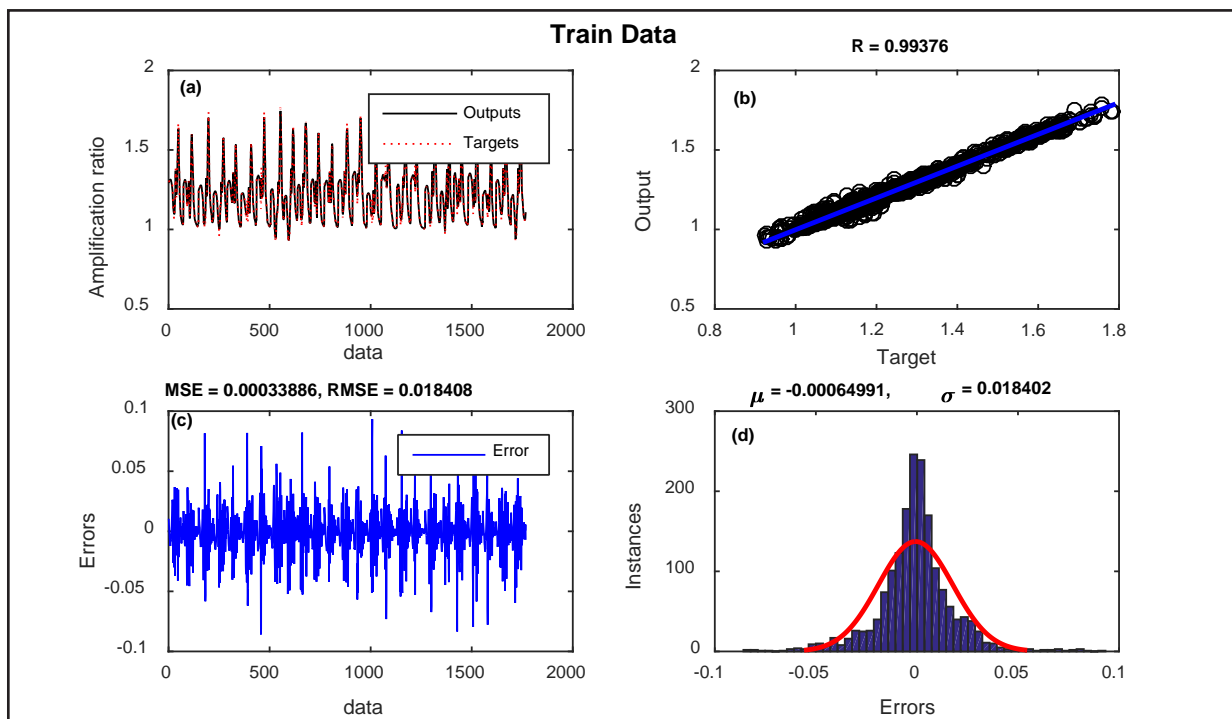 Train Data
(a)
Outputs
Targets
Amplification ratio
2
1.5
1
0.5
0
500
1000
1500
2000
data
R = 0.99376
(b)
Output
2
1.5
1
0.5
0.8
1
1.2
1.4
1.6
1.8
Target
MSE = 0.00033886, RMSE = 0.018408
(c)
Error
Errors
0.1
0.05
0
-0.05
-0.1
0
500
1000
1500
2000
data
μ = -0.00064991, σ = 0.018402
(d)
Instances
300
200
100
0
-0.1
-0.05
0
0.05
0.1
Errors